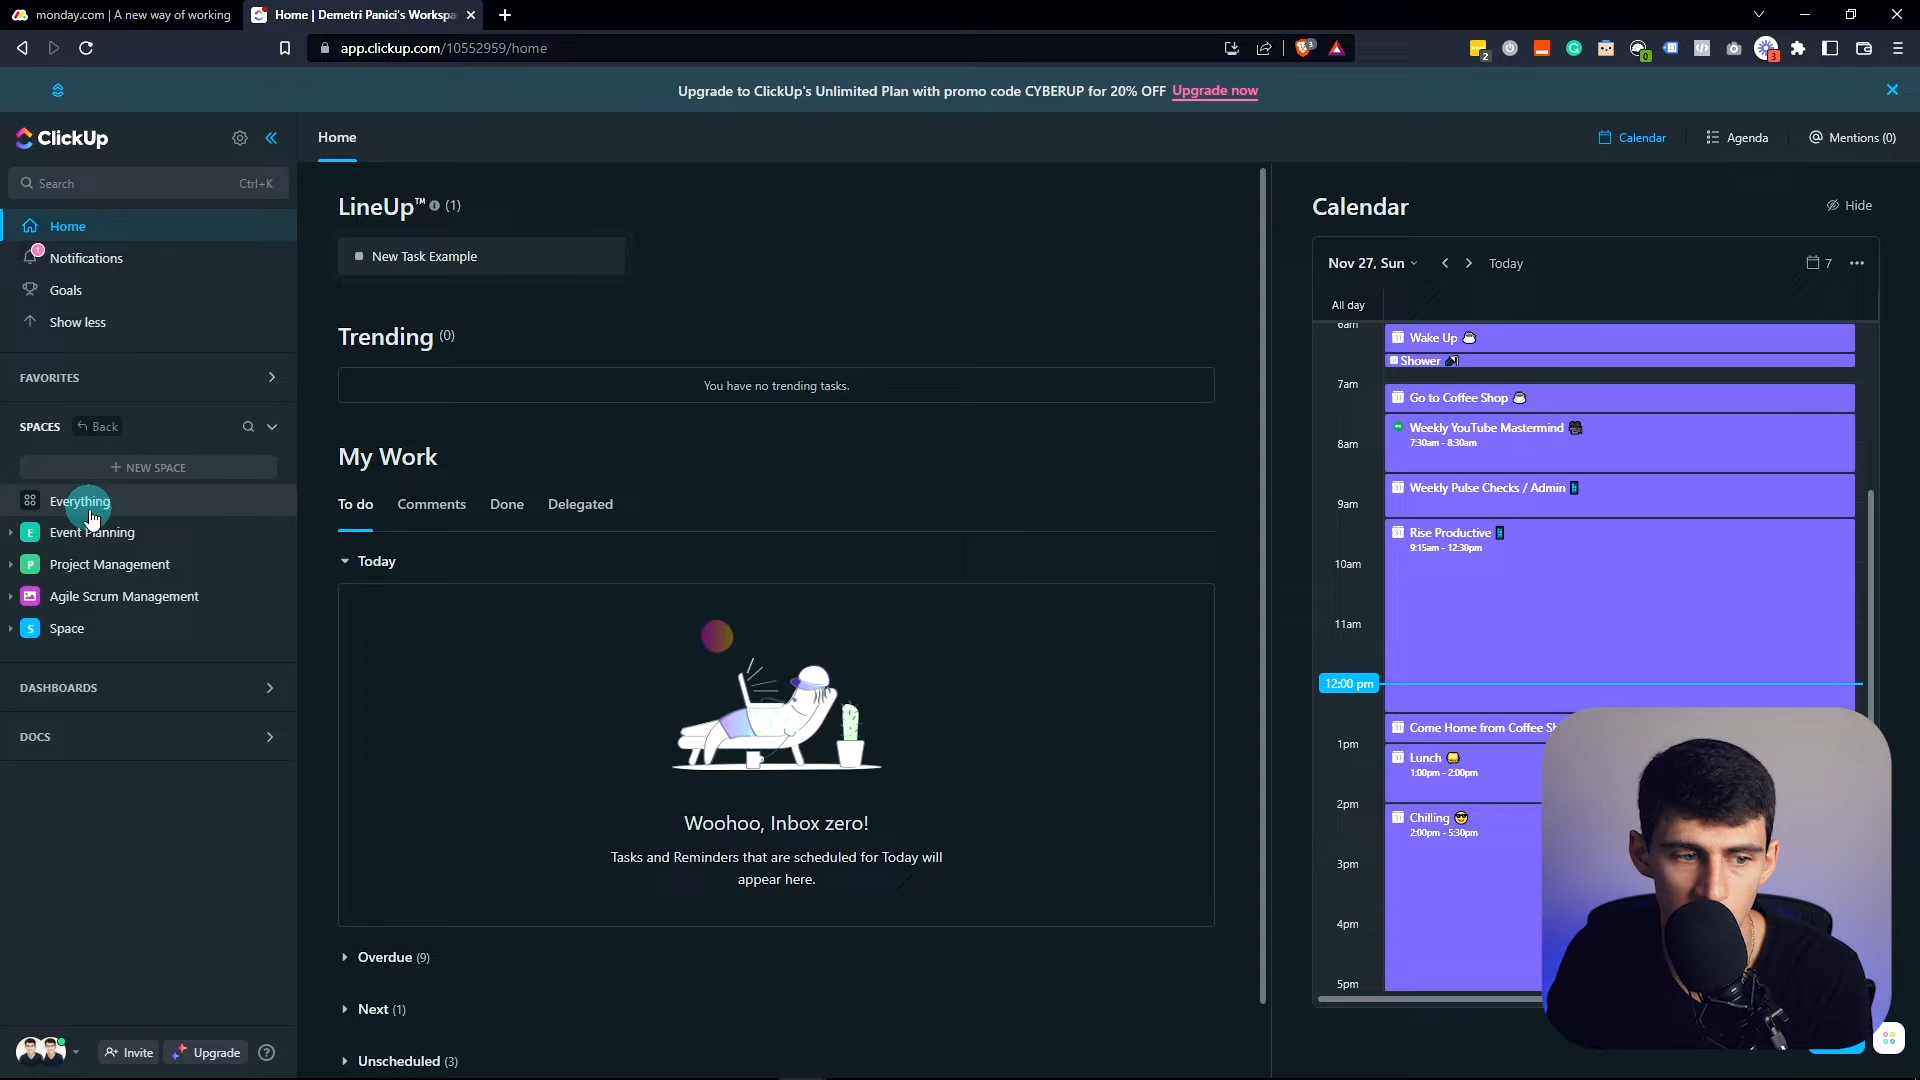 monday.com | A new way of working
Home | Demetri Panici's Workspa
app.clickup.com/10552959/home
Upgrade to ClickUp's Unlimited Plan with promo code CYBERUP for 20% OFF Upgrade now
ClickUp
Search Ctrl+K
Home
Notifications
Goals
Show less
FAVORITES
SPACES Back
+ NEW SPACE
Everything
E Event Planning
P Project Management
Agile Scrum Management
S Space
DASHBOARDS
DOCS
Invite
Upgrade
Home
Calendar
Agenda
@ Mentions (0)
LineUp™ (1)
New Task Example
Trending (0)
You have no trending tasks.
My Work
To do Comments Done Delegated
Today
Woohoo, Inbox zero!
Tasks and Reminders that are scheduled for Today will
appear here.
Overdue (9)
Next (1)
Unscheduled (3)
Calendar
Hide
Nov 27, Sun
Today
7
All day
6am
Wake Up
Shower
7am
Go to Coffee Shop
Weekly YouTube Mastermind
7:30am - 8:30am
8am
Weekly Pulse Checks / Admin
9am
Rise Productive
9:15am - 12:30pm
10am
11am
12:00 pm
Come Home from Coffee Sh
1pm
Lunch
1:00pm - 2:00pm
2pm
Chilling
2:00pm - 5:30pm
3pm
4pm
5pm